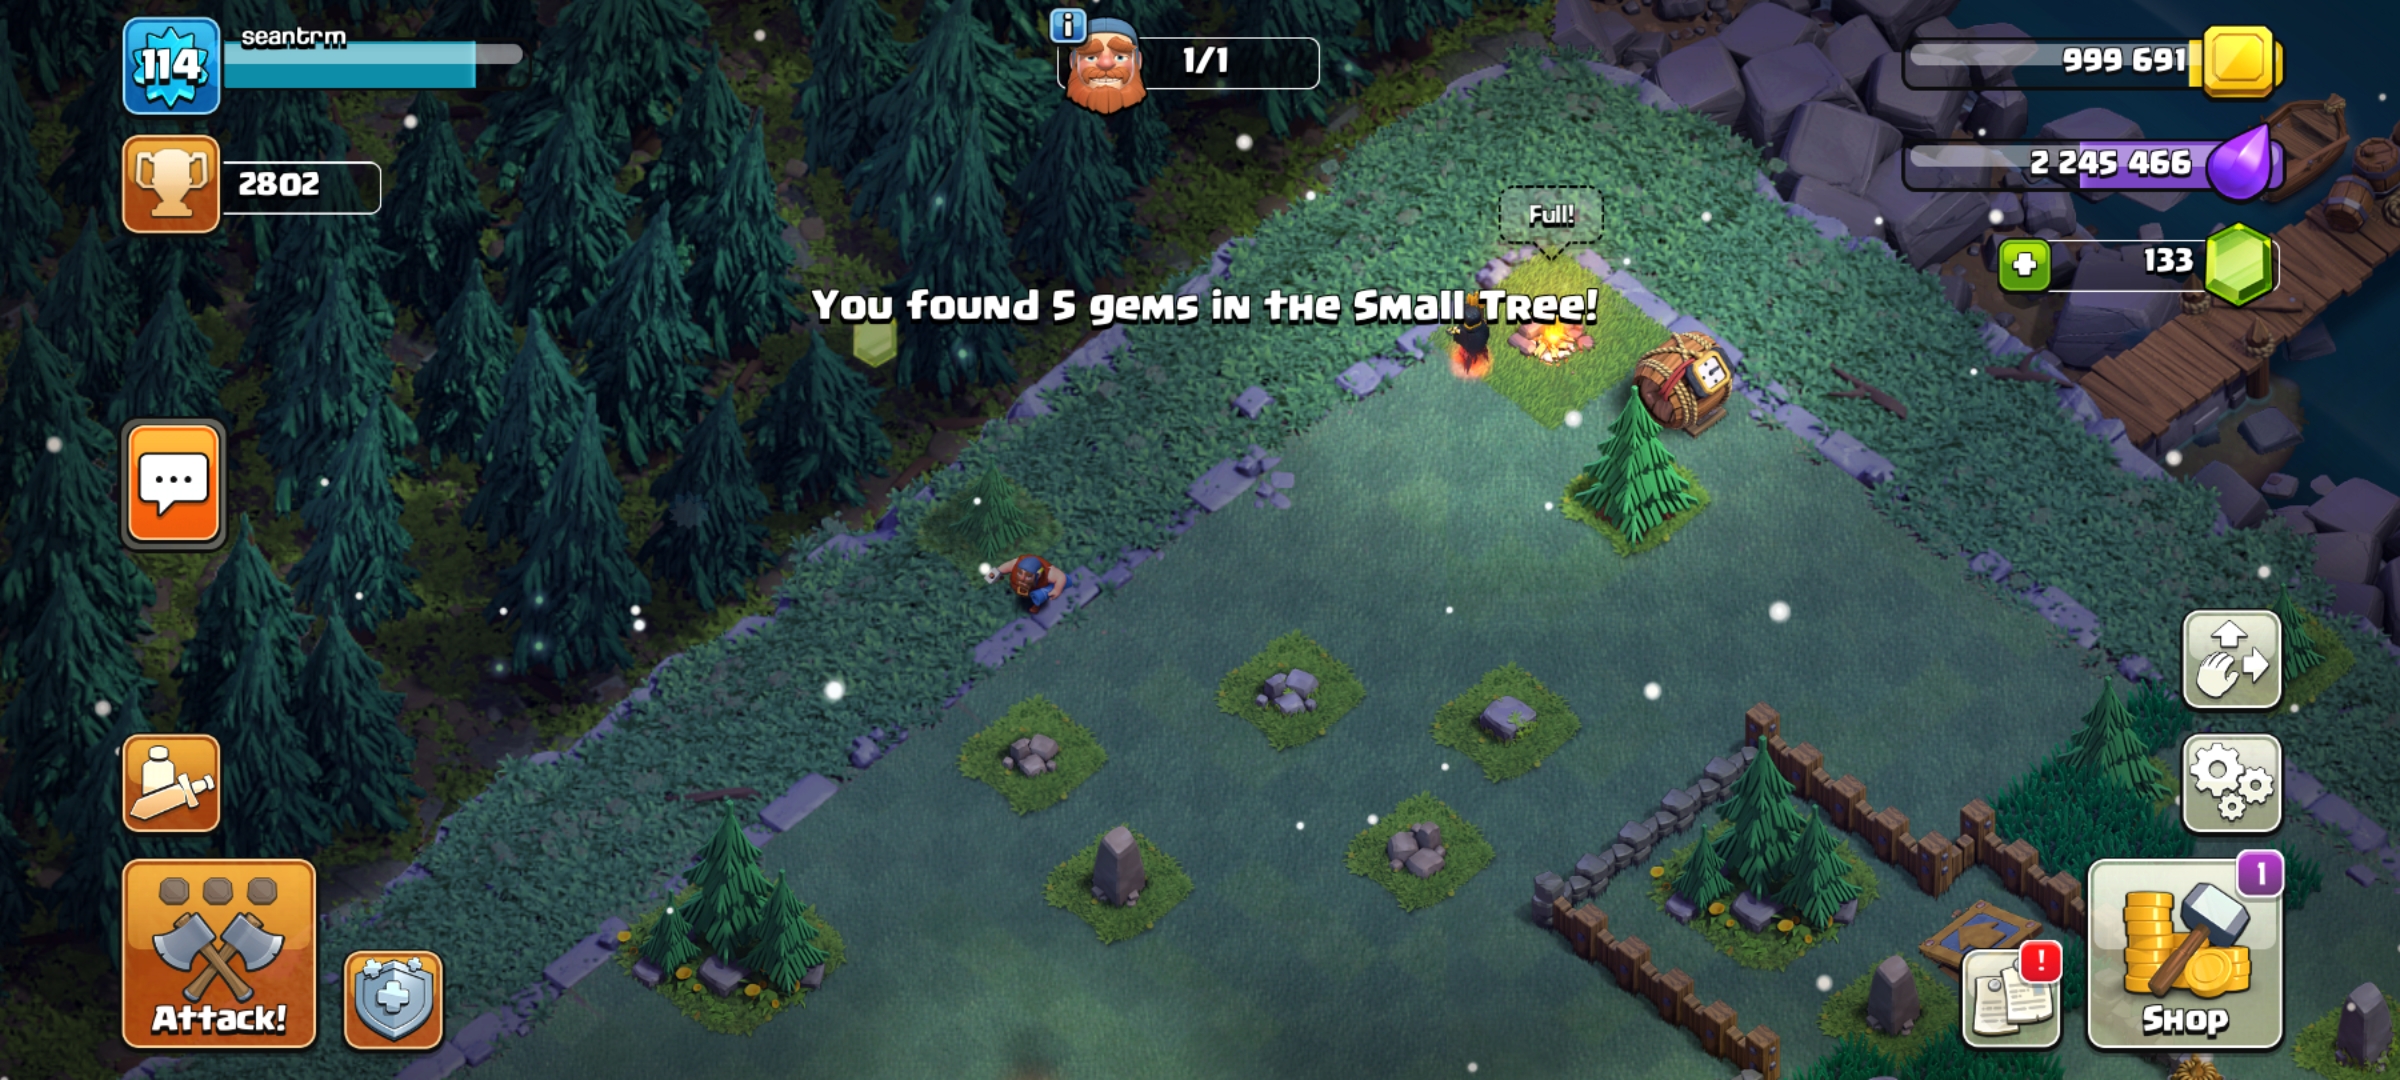 114
seantrm
1/1
999 691
2802
2 245 466
Full!
133
You found 5 gems in the Small Tree!
1
!
Attack!
Shop